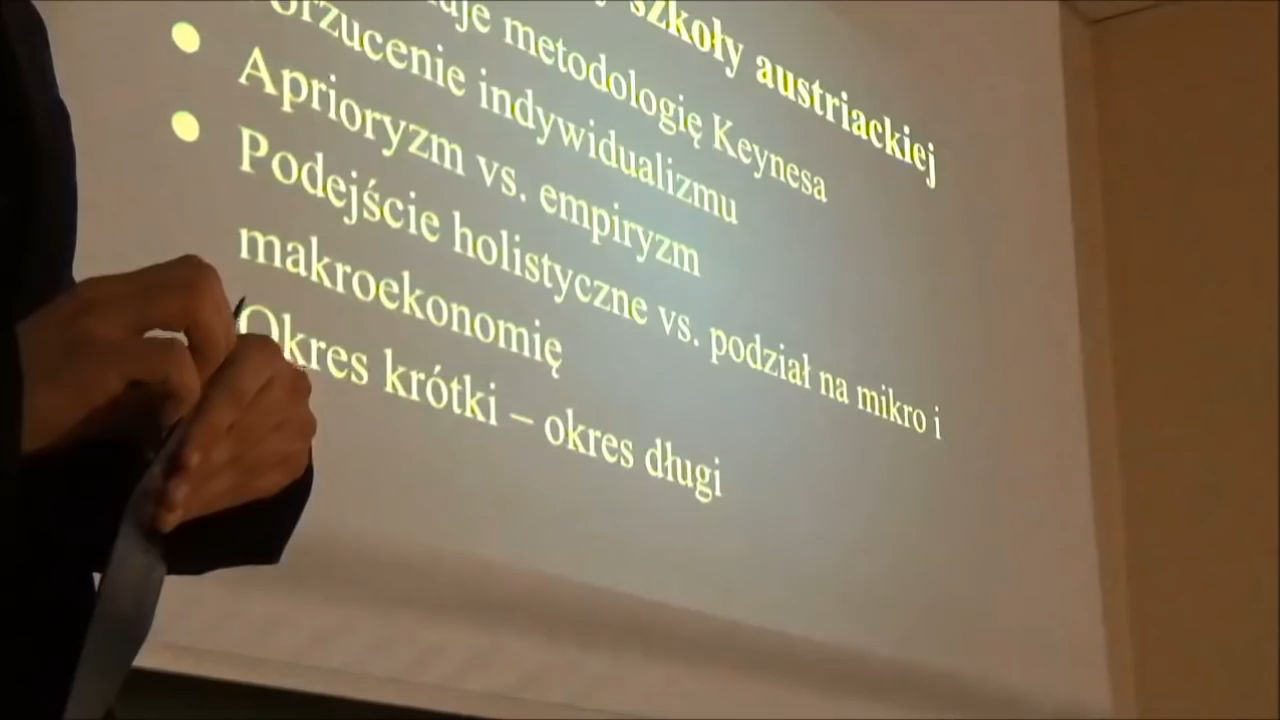 szkoły austriackiej
metodologię Keynesa
indywidualizmu
Aprioryzm vs. empiryzm
Podejście holistyczne vs. podział na mikro i
makroekonomię
Okres krótki – okres długi